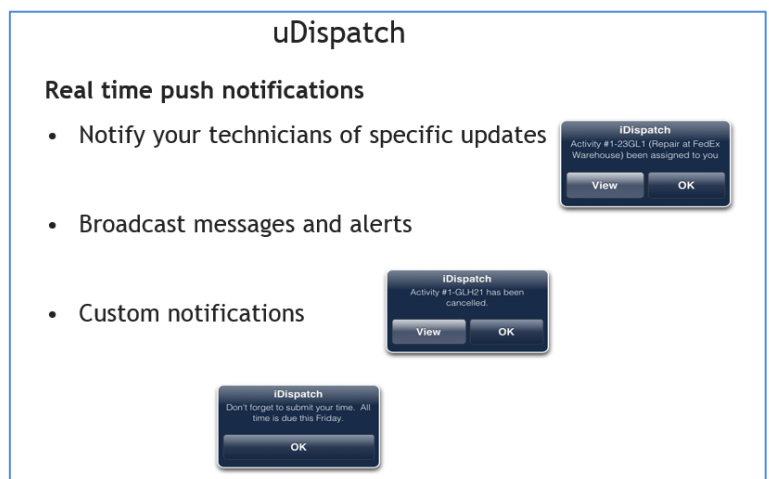 uDispatch
Real time push notifications
• Notify your technicians of specific updates
iDispatch
Activity #1-23GL1 (Repair at FedEx
Warehouse) been assigned to you
View OK
• Broadcast messages and alerts
iDispatch
Activity #1-GLH21 has been
cancelled.
View OK
• Custom notifications
iDispatch
Don't forget to submit your time. All
time is due this Friday.
OK